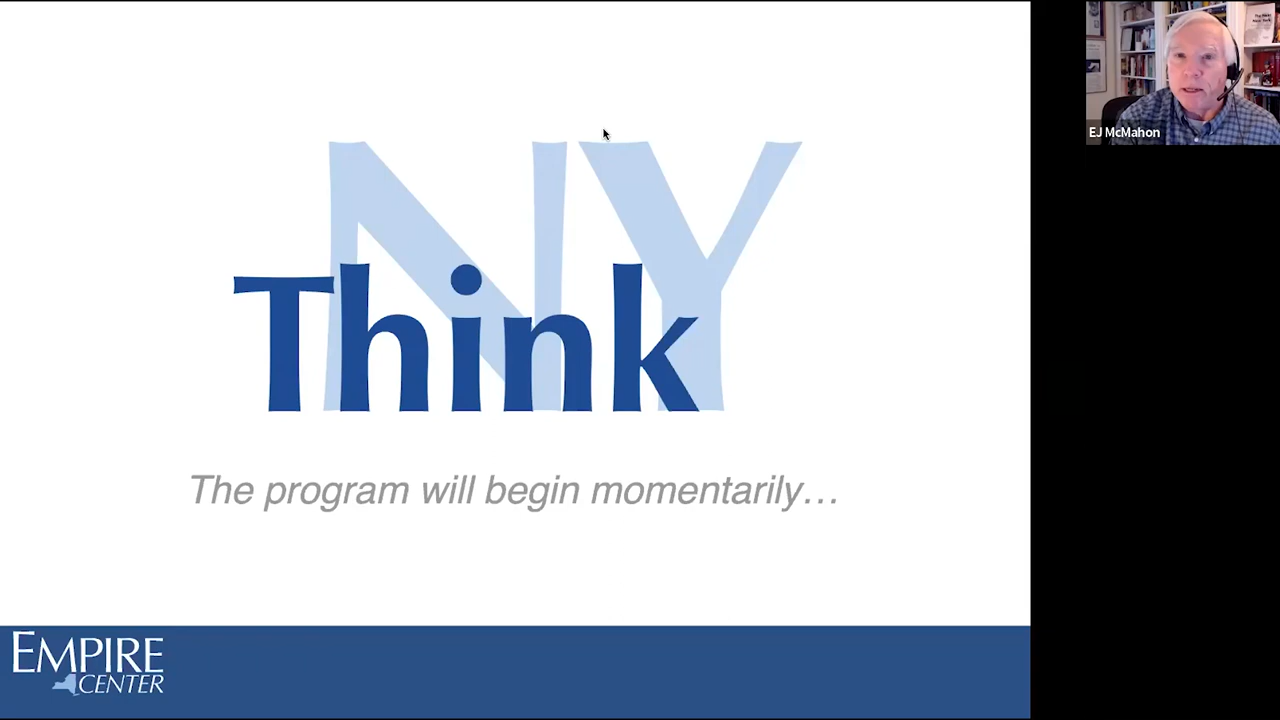 NY
Think
The program will begin momentarily...
EMPIRE
CENTER
EJ McMahon